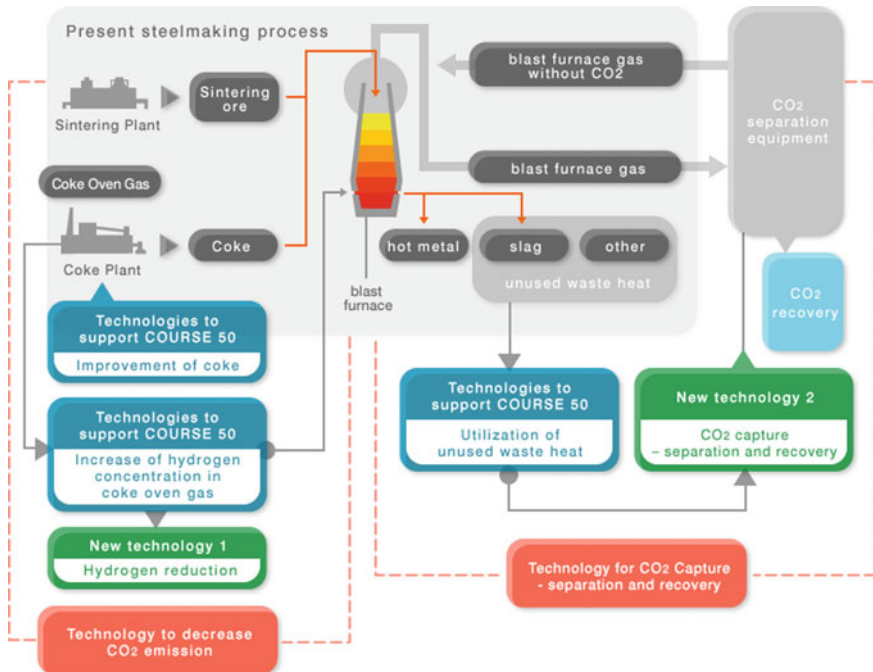 Present steelmaking process
Sintering Plant
Sintering
ore
blast furnace gas
without CO2
CO2
separation
equipment
blast furnace gas
Coke Oven Gas
Coke Plant
Coke
hot metal
slag
other
unused waste heat
blast
furnace
CO2
recovery
Technologies to
support COURSE 50
Improvement of coke
Technologies to
support COURSE 50
Increase of hydrogen
concentration in
coke oven gas
New technology 1
Hydrogen reduction
Technology to decrease
CO2 emission
Technologies to
support COURSE 50
Utilization of
unused waste heat
New technology 2
CO2 capture
– separation and recovery
Technology for CO2 Capture
- separation and recovery